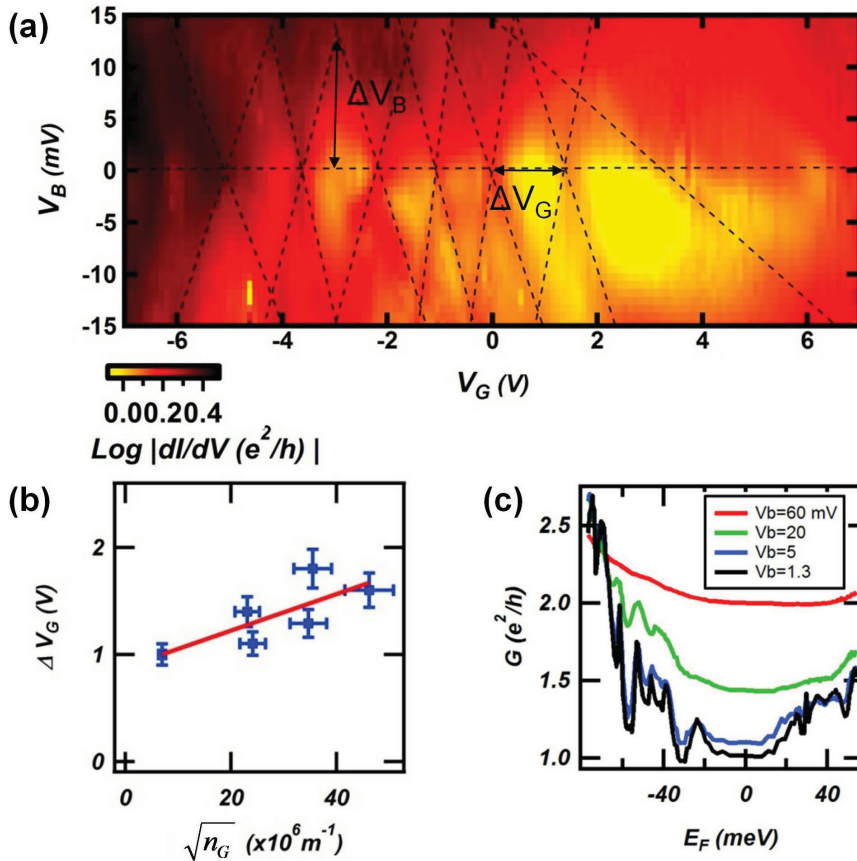 (a)
15
10
5
0
-5
-10
-15
V_B (mV)
ΔV_B
ΔV_G
-6 -4 -2 0 2 4 6
V_G (V)
0.00.20.4
Log |dI/dV (e²/h) |
(b)
2
1
0
Δ V_G (V)
0 20 40
√n_G (x10⁶m⁻¹)
(c)
2.5
2.0
1.5
1.0
G (e²/h)
Vb=60 mV
Vb=20
Vb=5
Vb=1.3
-40 0 40
E_F (meV)